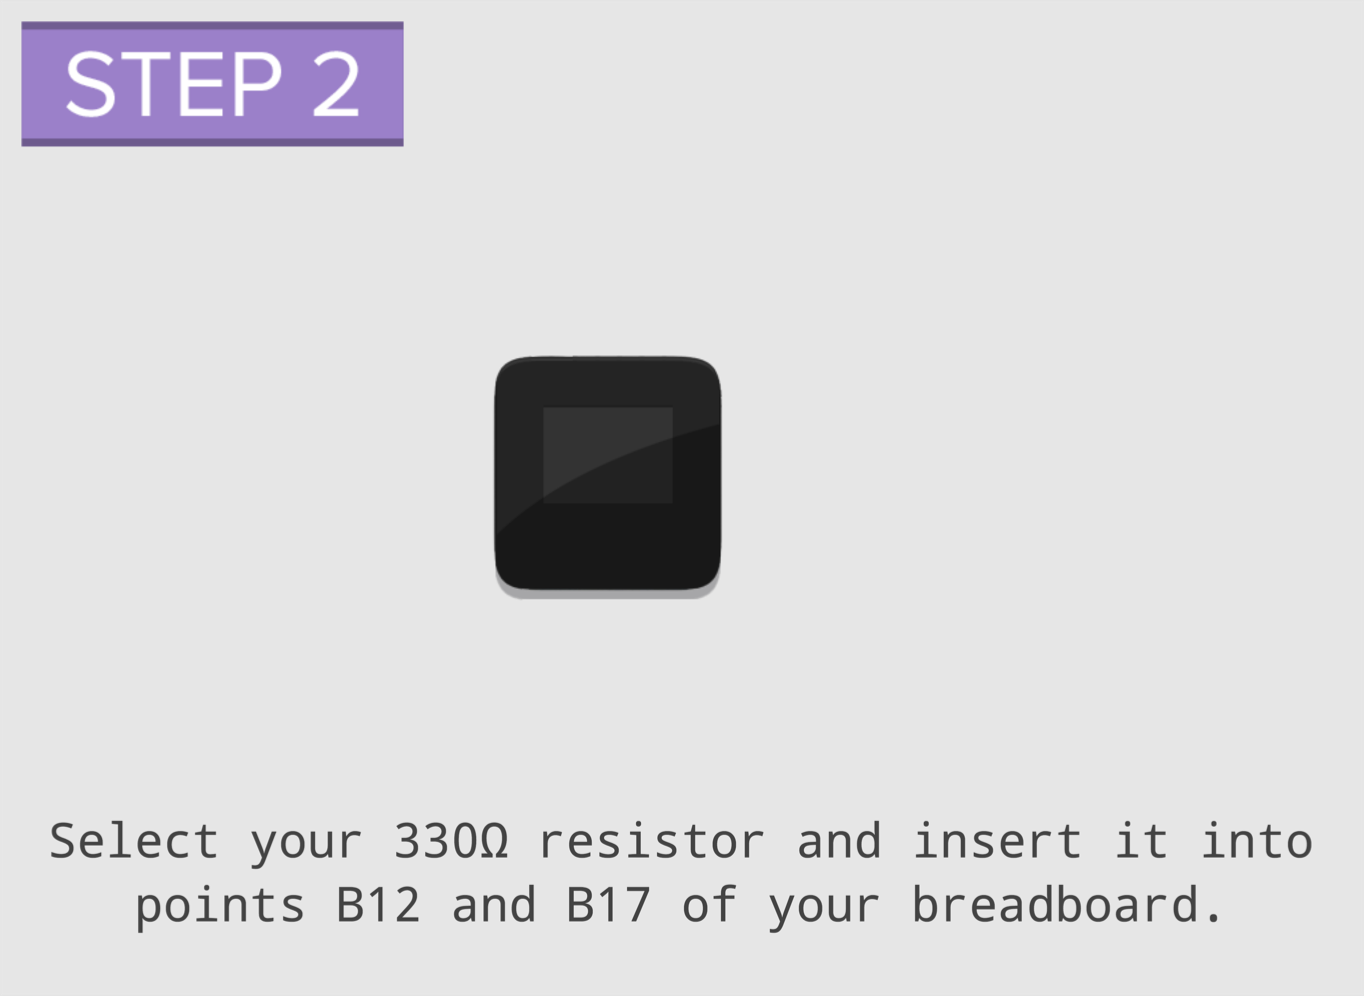 STEP 2
Select your 330Ω resistor and insert it into
points B12 and B17 of your breadboard.